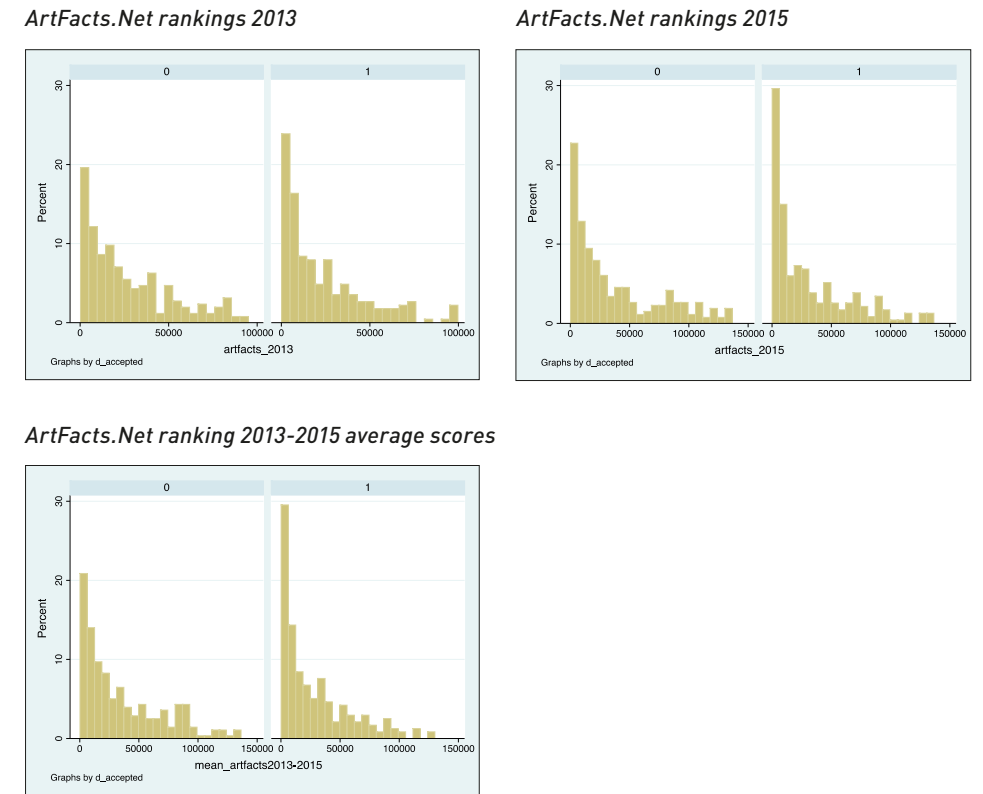 ArtFacts.Net rankings 2013
0 1
Percent
30
20
10
0
0 50000 100000 0 50000 100000
artfacts_2013
Graphs by d_accepted
ArtFacts.Net rankings 2015
0 1
Percent
30
20
10
0
0 50000 100000 150000 0 50000 100000 150000
artfacts_2015
Graphs by d_accepted
ArtFacts.Net ranking 2013-2015 average scores
0 1
Percent
30
20
10
0
0 50000 100000 150000 0 50000 100000 150000
mean_artfacts2013-2015
Graphs by d_accepted